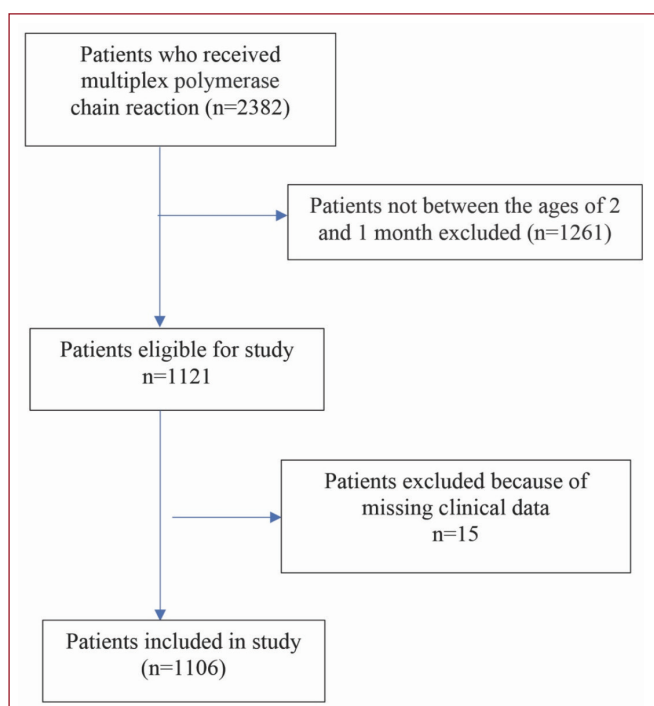 Patients who received
multiplex polymerase
chain reaction (n=2382)
Patients not between the ages of 2
and 1 month excluded (n=1261)
Patients eligible for study
n=1121
Patients excluded because of
missing clinical data
n=15
Patients included in study
(n=1106)